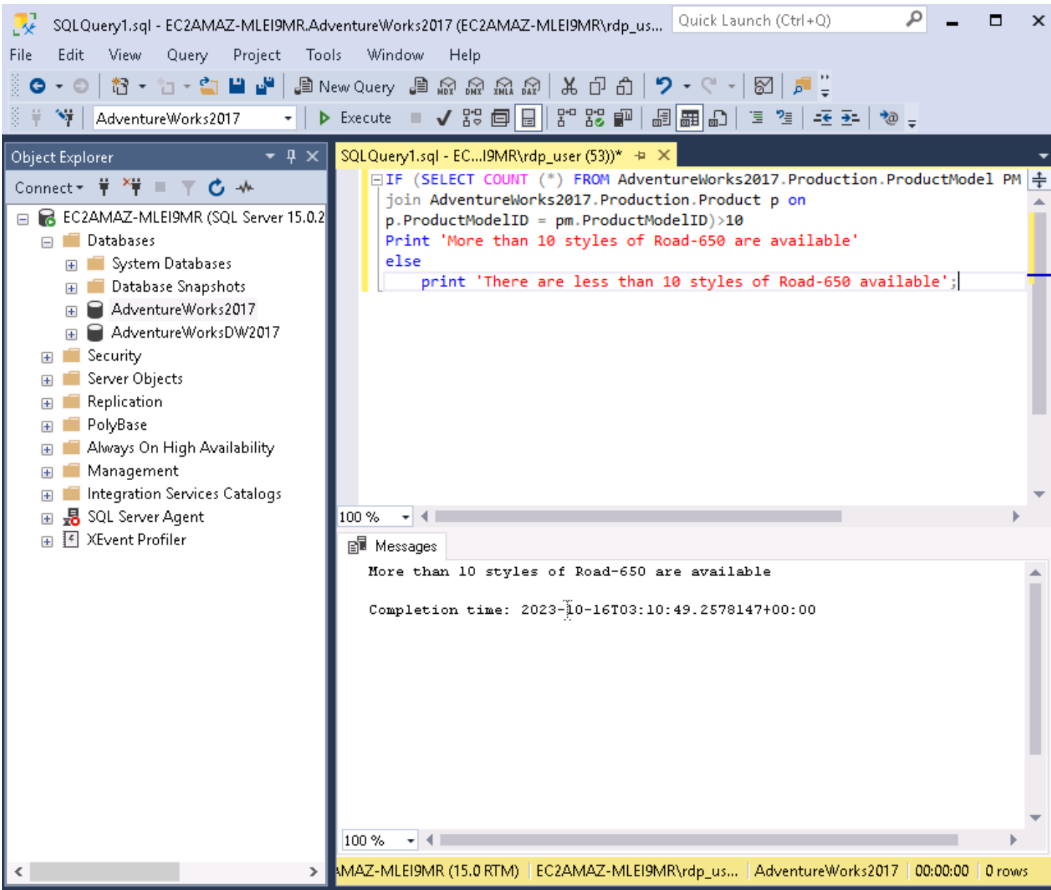 SQLQuery1.sql - EC2AMAZ-MLEI9MR.AdventureWorks2017 (EC2AMAZ-MLEI9MR\rdp_us...
Quick Launch (Ctrl+Q)
File Edit View Query Project Tools Window Help
New Query MDX DMX XMLA DAX
AdventureWorks2017 Execute
Object Explorer
Connect
EC2AMAZ-MLEI9MR (SQL Server 15.0.2
Databases
System Databases
Database Snapshots
AdventureWorks2017
AdventureWorksDW2017
Security
Server Objects
Replication
PolyBase
Always On High Availability
Management
Integration Services Catalogs
SQL Server Agent
XEvent Profiler
SQLQuery1.sql - EC...I9MR\rdp_user (53))*
IF (SELECT COUNT (*) FROM AdventureWorks2017.Production.ProductModel PM
join AdventureWorks2017.Production.Product p on
p.ProductModelID = pm.ProductModelID)>10
Print 'More than 10 styles of Road-650 are available'
else
print 'There are less than 10 styles of Road-650 available';
100 %
Messages
More than 10 styles of Road-650 are available
Completion time: 2023-10-16T03:10:49.2578147+00:00
100 %
AMAZ-MLEI9MR (15.0 RTM) EC2AMAZ-MLEI9MR\rdp_us... AdventureWorks2017 00:00:00 0 rows